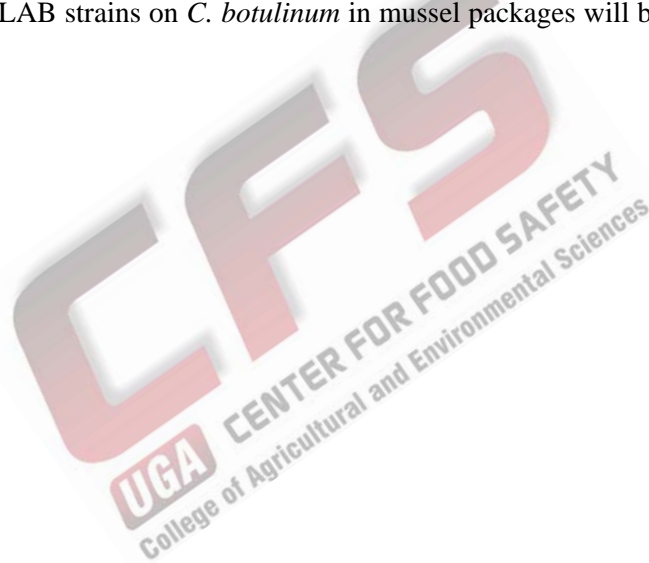 LAB strains on C. botulinum in mussel packages will b
CFS
UGA CENTER FOR FOOD SAFETY
College of Agricultural and Environmental Sciences